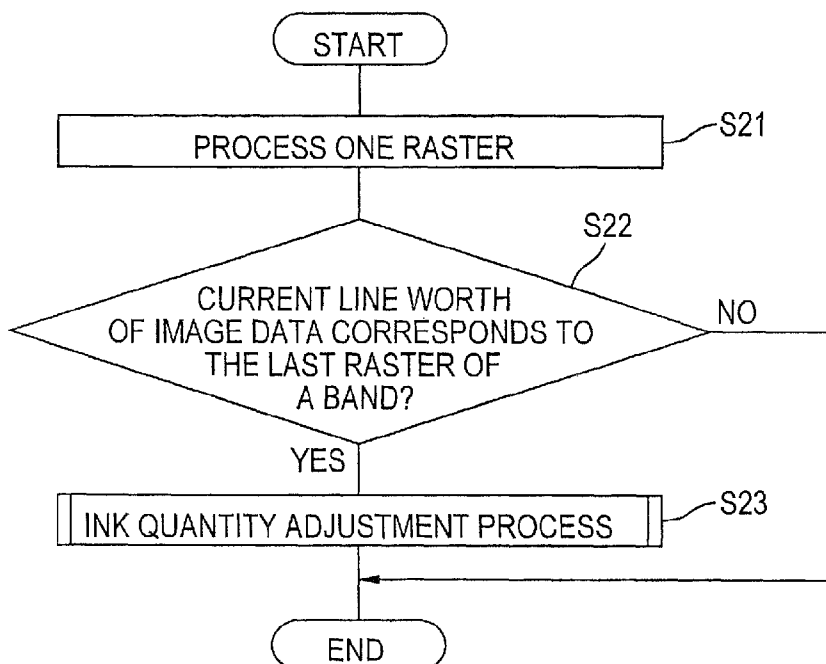 START
PROCESS ONE RASTER
S21
S22
CURRENT LINE WORTH
OF IMAGE DATA CORRESPONDS TO
THE LAST RASTER OF
A BAND?
NO
YES
INK QUANTITY ADJUSTMENT PROCESS
S23
END